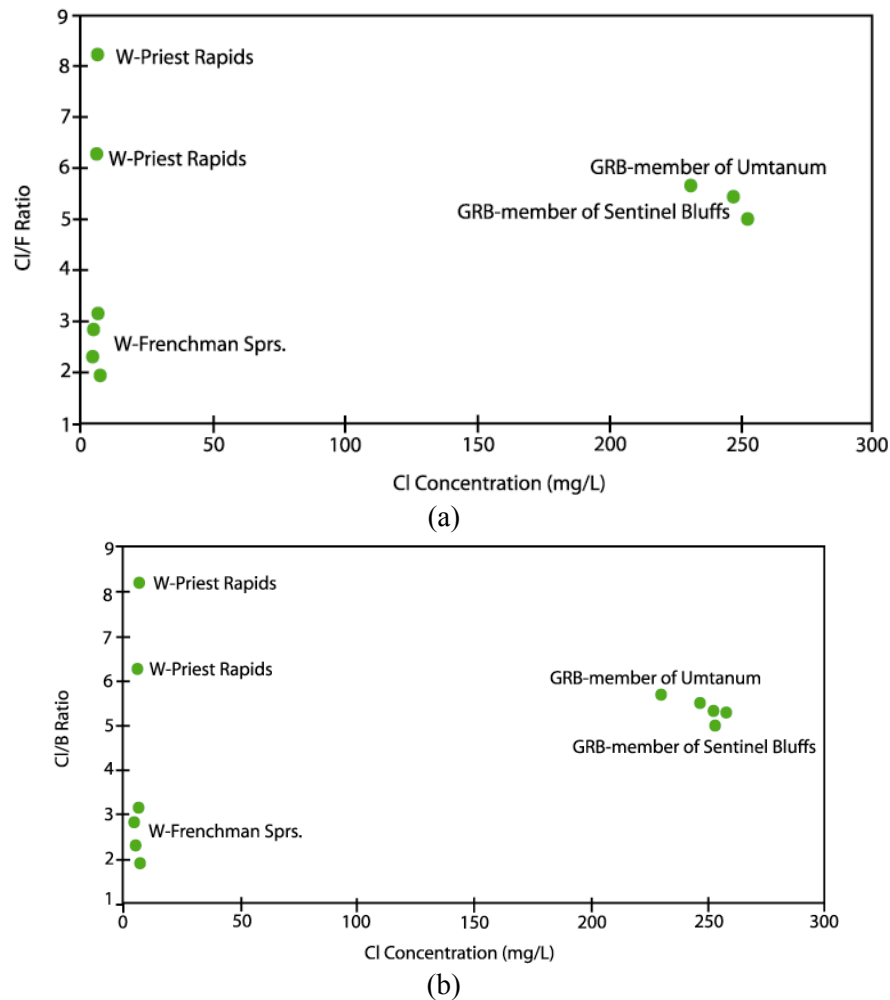 9
W-Priest Rapids
8
7
W-Priest Rapids
GRB-member of Umtanum
6
GRB-member of Sentinel Bluffs
5
Cl/F Ratio
4
3
W-Frenchman Sprs.
2
1
0 50 100 150 200 250 300
Cl Concentration (mg/L)
(a)
9
W-Priest Rapids
8
7
W-Priest Rapids
GRB-member of Umtanum
6
5
GRB-member of Sentinel Bluffs
Cl/B Ratio
4
3
W-Frenchman Sprs.
2
1
0 50 100 150 200 250 300
Cl Concentration (mg/L)
(b)